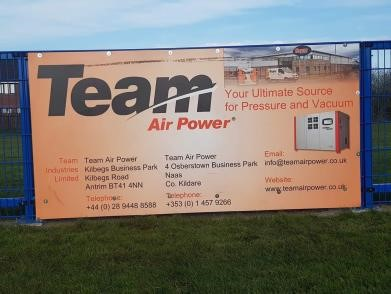 Team
Air Power®
Your Ultimate Source
for Pressure and Vacuum
Team
Industries
Limited
Team Air Power
Kilbegs Business Park
Kilbegs Road
Antrim BT41 4NN
Telephone:
+44 (0) 28 9448 8588
Team Air Power
4 Osberstown Business Park
Naas
Co. Kildare
Telephone:
+353 (0) 1 457 9266
Email:
info@teamairpower.co.uk
Website:
www.teamairpower.co.uk